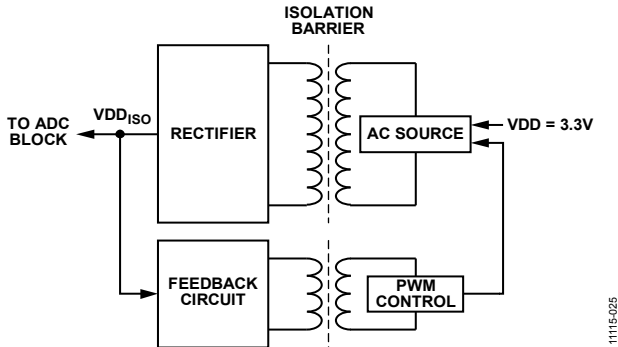 ISOLATION
BARRIER
TO ADC
BLOCK
VDDISO
RECTIFIER
AC SOURCE
VDD = 3.3V
FEEDBACK
CIRCUIT
PWM
CONTROL
11115-025